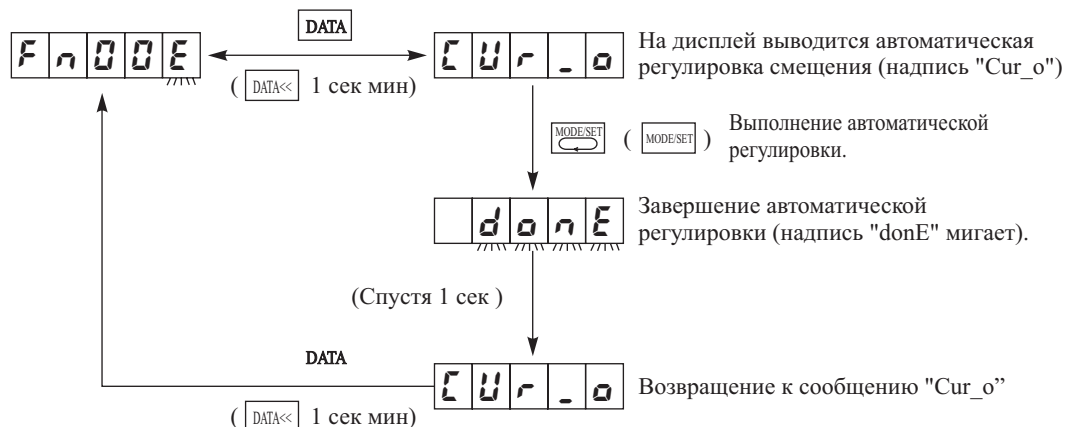 DATA
Fn00E
( DATA<< 1 сек мин)
CUr_o
На дисплей выводится автоматическая
регулировка смещения (надпись "Cur_o")
MODE/SET ( MODE/SET )
Выполнение автоматической
регулировки.
donE
Завершение автоматической
регулировки (надпись "donE" мигает).
(Спустя 1 сек )
DATA
( DATA<< 1 сек мин)
CUr_o
Возвращение к сообщению "Cur_o”